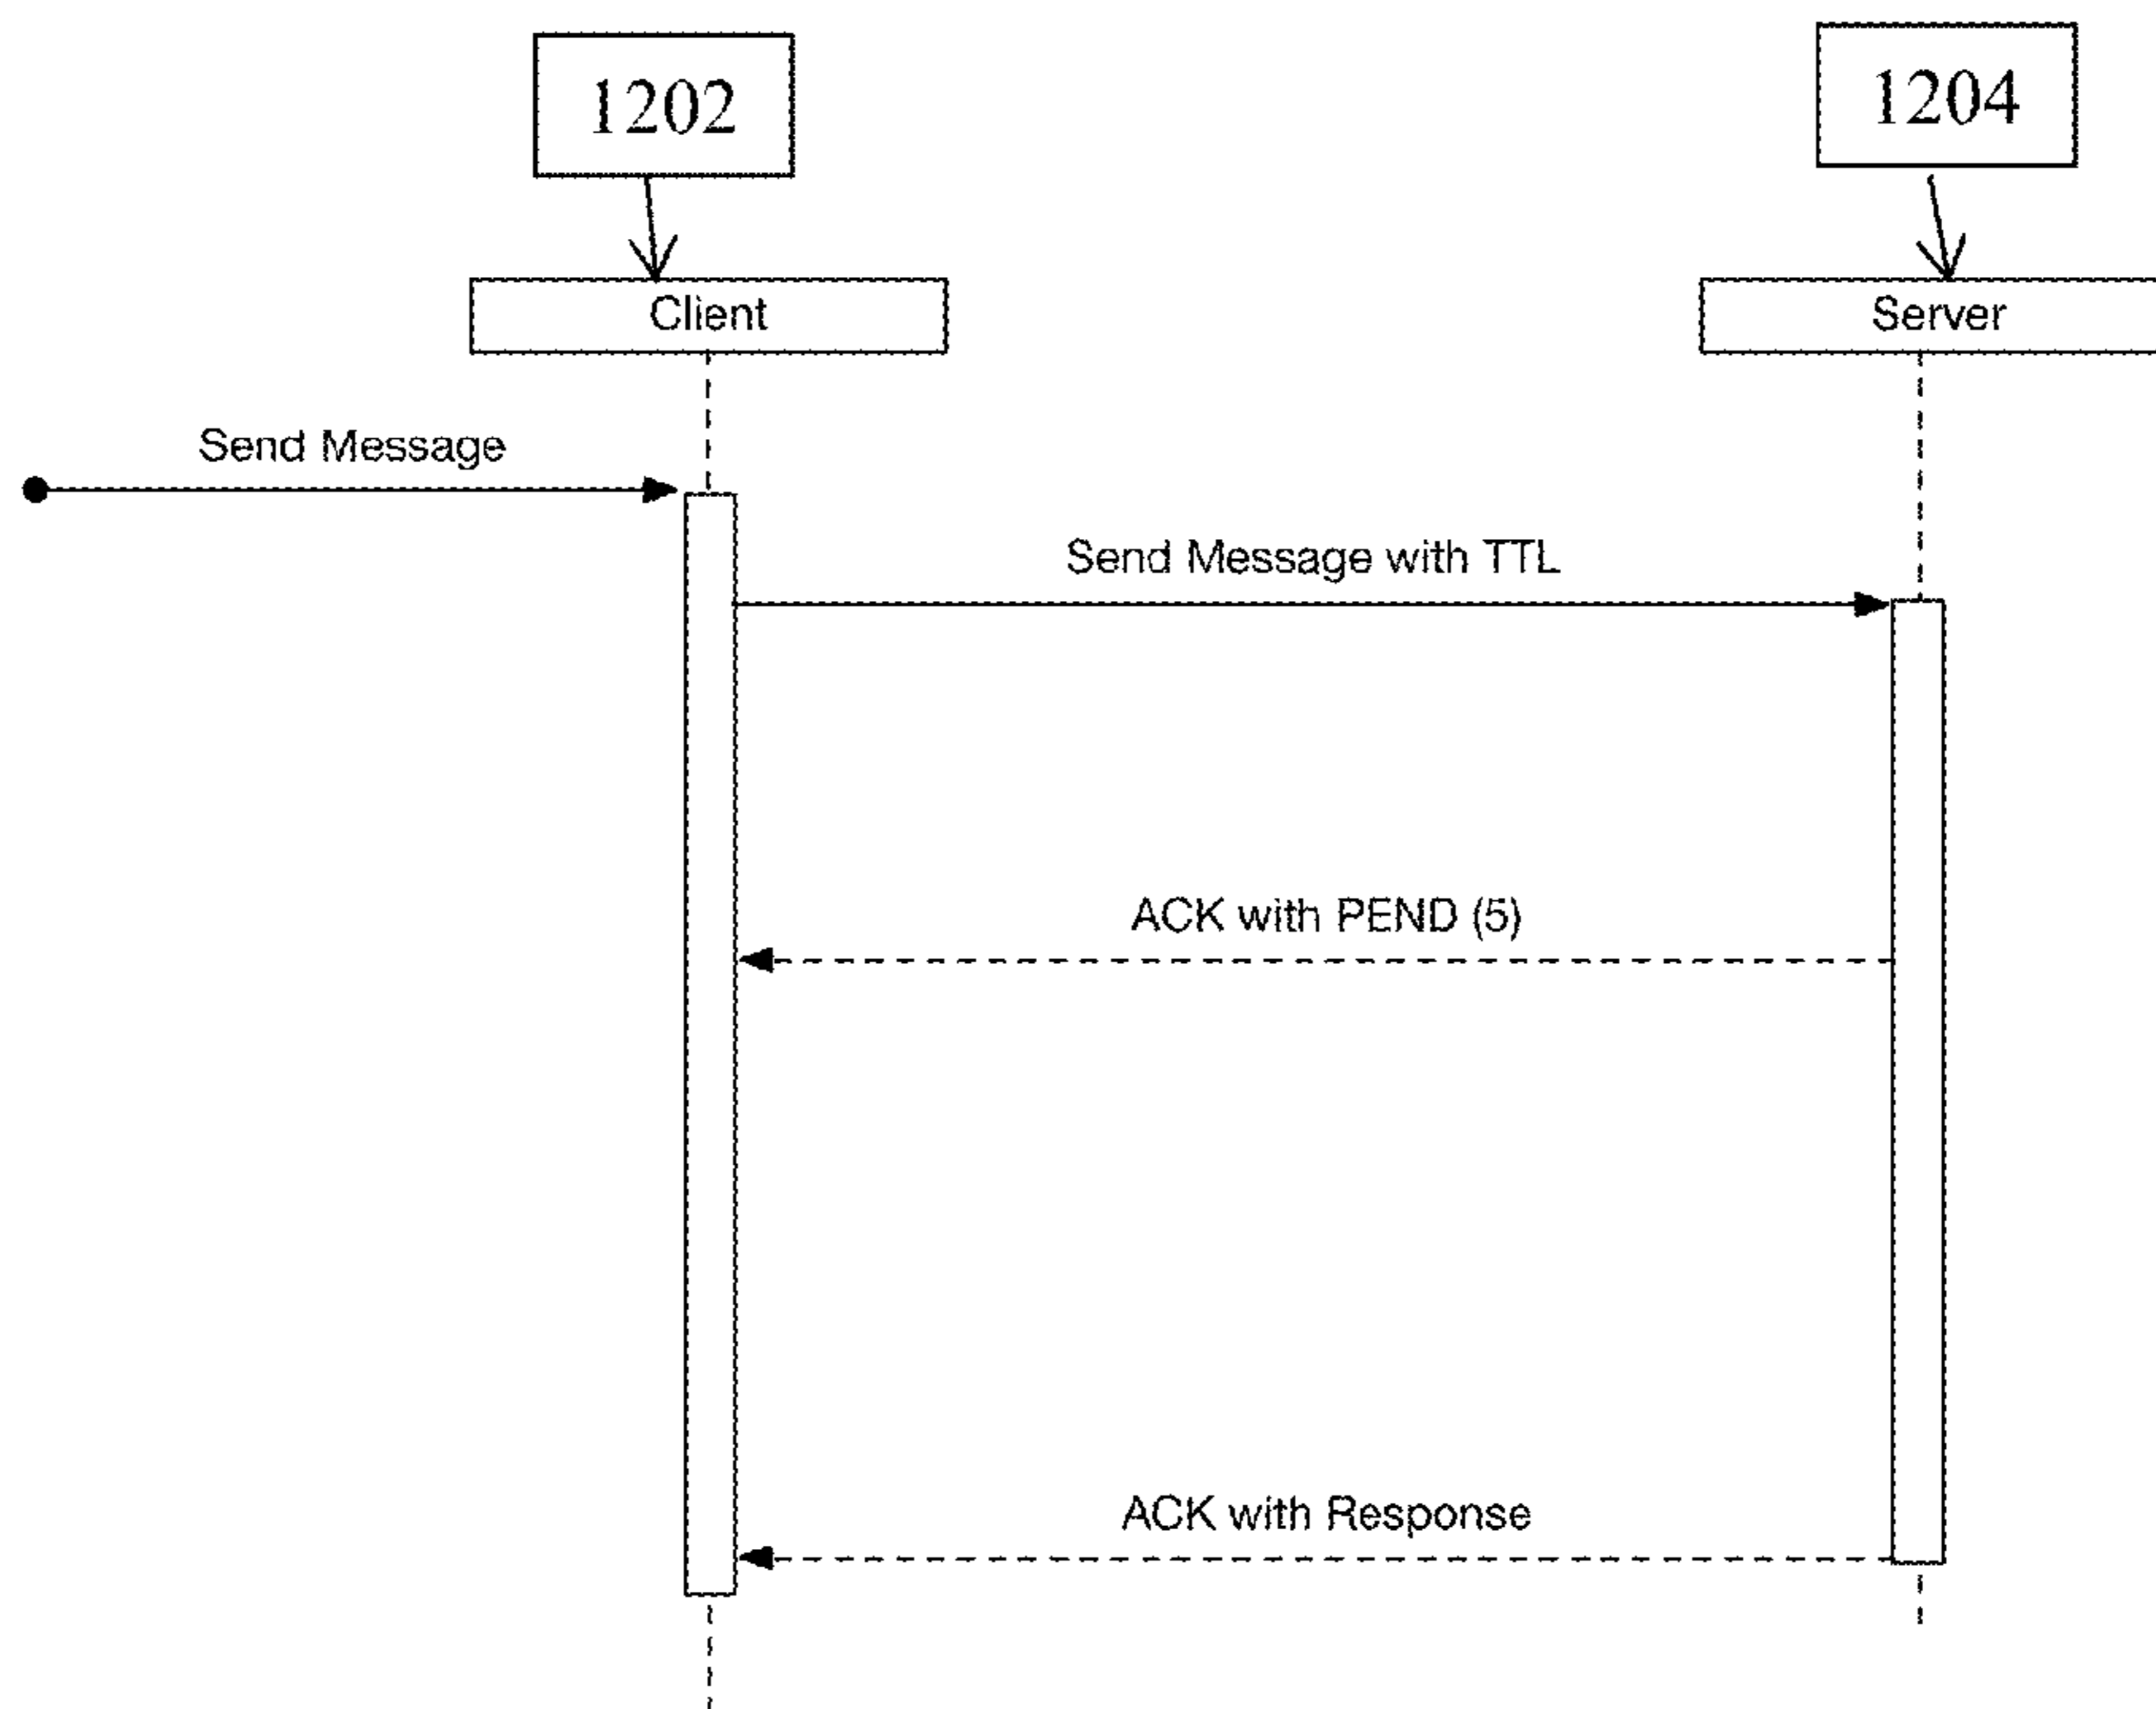 1202
1204
Client
Server
Send Message
Send Message with TTL
ACK with PEND (5)
ACK with Response